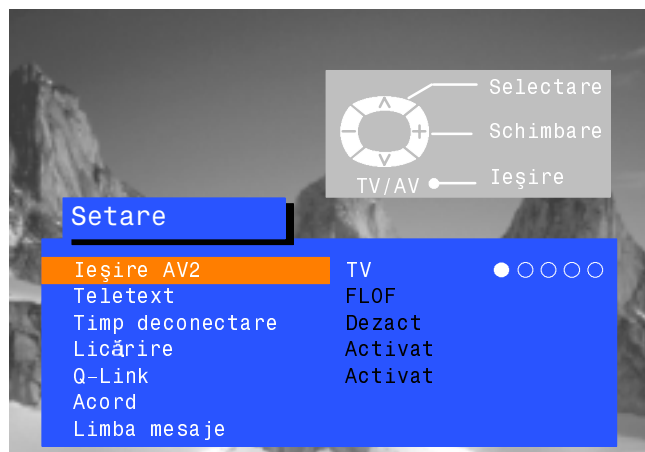 Selectare
Schimbare
TV/AV Ieşire
Setare
Ieşire AV2 TV
Teletext FLOF
Timp deconectare Dezact
Licărire Activat
Q-Link Activat
Acord
Limba mesaje